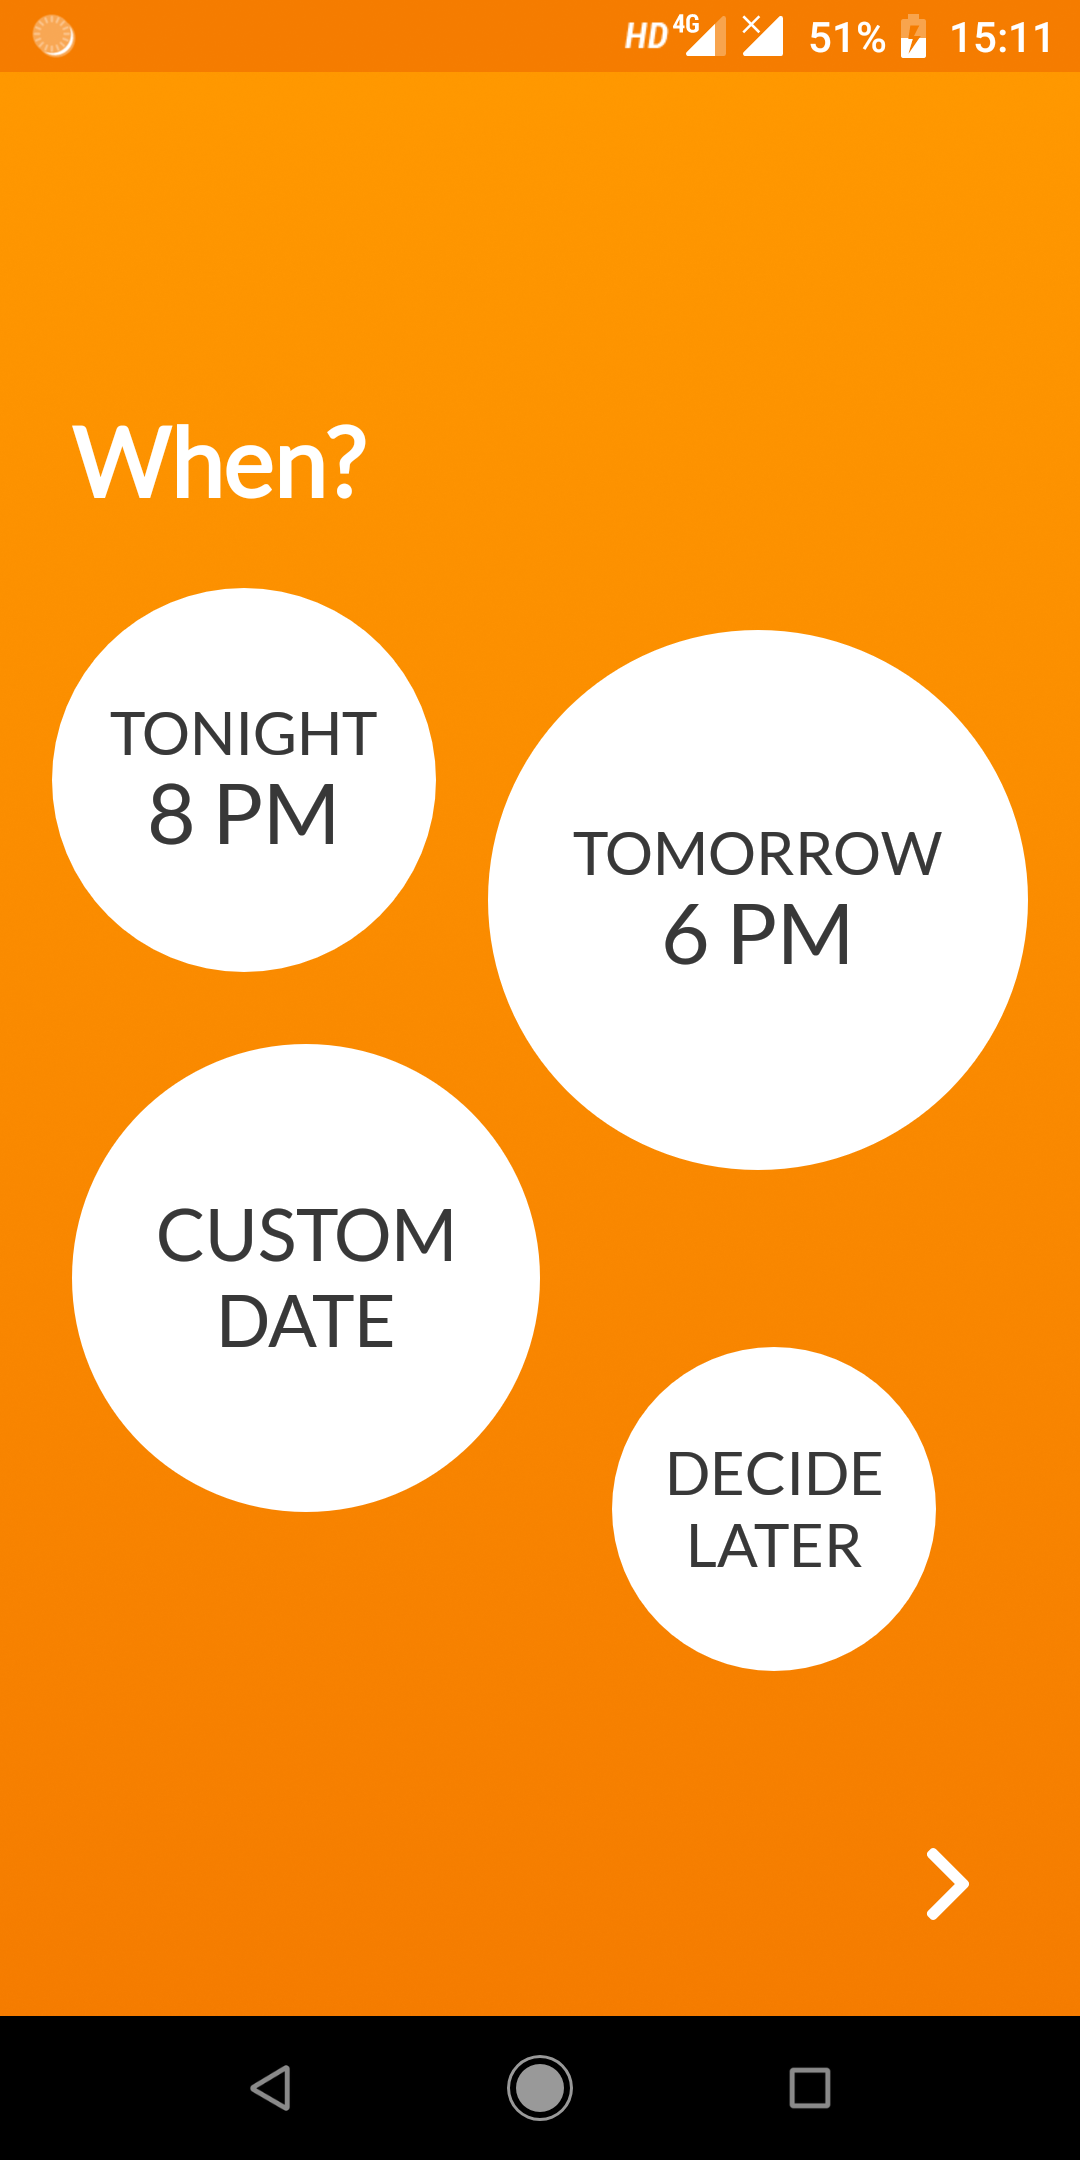 HD 4G 51% 15:11
When?
TONIGHT
8 PM
TOMORROW
6 PM
CUSTOM
DATE
DECIDE
LATER